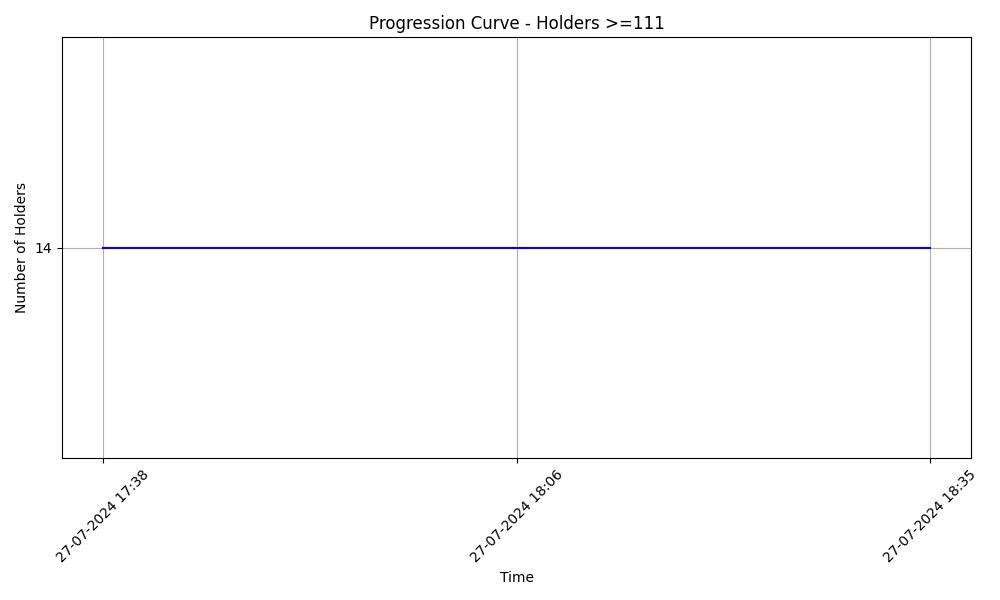 Progression Curve - Holders >=111
Number of Holders
14
27-07-2024 17:38
27-07-2024 18:06
27-07-2024 18:35
Time